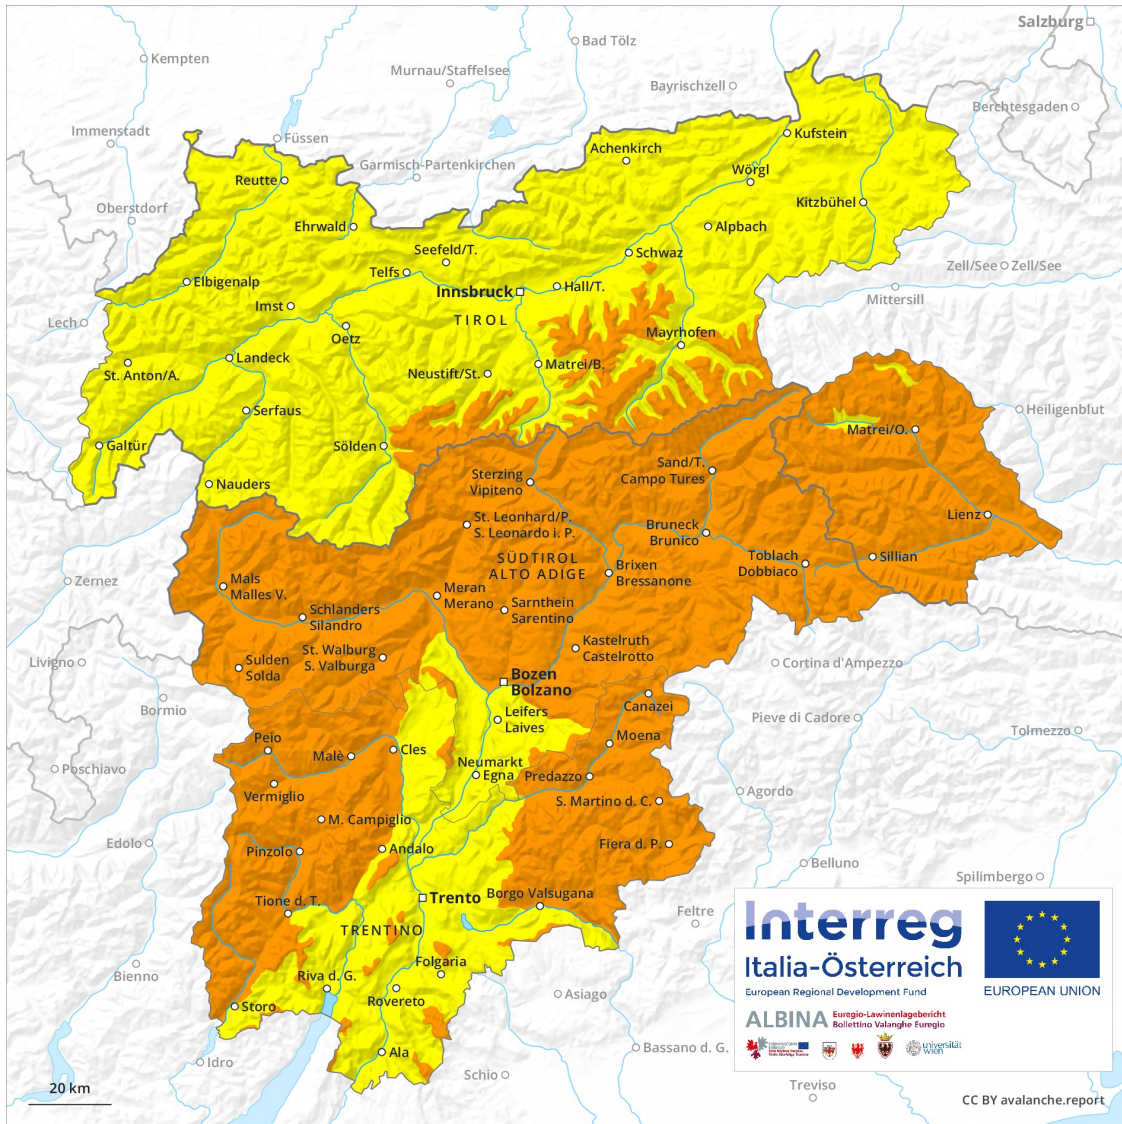 Salzburg
Bad Tölz
Kempten
Murnau/Staffelsee
Bayrischzell
Berchtesgaden
Immenstadt
Füssen
Kufstein
Achenkirch
Garmisch-Partenkirchen
Wörgl
Reutte
Oberstdorf
Kitzbühel
Ehrwald
Alpbach
Seefeld/T.
Schwaz
Telfs
Zell/See
Zell/See
Elbigenalp
Innsbruck
Hall/T.
Mittersill
Imst
TIROL
Lech
Oetz
Mayrhofen
Landeck
Matrei/B.
St. Anton/A.
Neustift/St.
Serfaus
Heiligenblut
Matrei/O.
Galtür
Sölden
Sterzing
Vipiteno
Sand/T.
Campo Tures
Nauders
St. Leonhard/P.
S. Leonardo i. P.
Lienz
Bruneck
Brunico
SÜDTIROL
ALTO ADIGE
Toblach
Dobbiaco
Sillian
Brixen
Bressanone
Zernez
Mals
Malles V.
Meran
Merano
Sarnthein
Sarentino
Schlanders
Silandro
Kastelruth
Castelrotto
St. Walburg
S. Valburga
Livigno
Sulden
Solda
Cortina d'Ampezzo
Bozen
Bolzano
Bormio
Canazei
Leifers
Laives
Pieve di Cadore
Tolmezzo
Peio
Moena
Malè
Cles
Neumarkt
Egna
Poschiavo
Predazzo
Vermiglio
Agordo
S. Martino d. C.
M. Campiglio
Edolo
Pinzolo
Andalo
Fiera d. P.
Belluno
Spilimbergo
Tione d. T.
Trento
Borgo Valsugana
Feltre
TRENTINO
Folgaria
Bienno
Riva d. G.
Rovereto
Asiago
Storo
Ala
Bassano d. G.
Idro
Schio
Treviso
20 km
Interreg
Italia-Österreich
European Regional Development Fund
EUROPEAN UNION
ALBINA
Euregio-Lawinenlagebericht
Bollettino Valanghe Euregio
universität
wien
CC BY avalanche.report